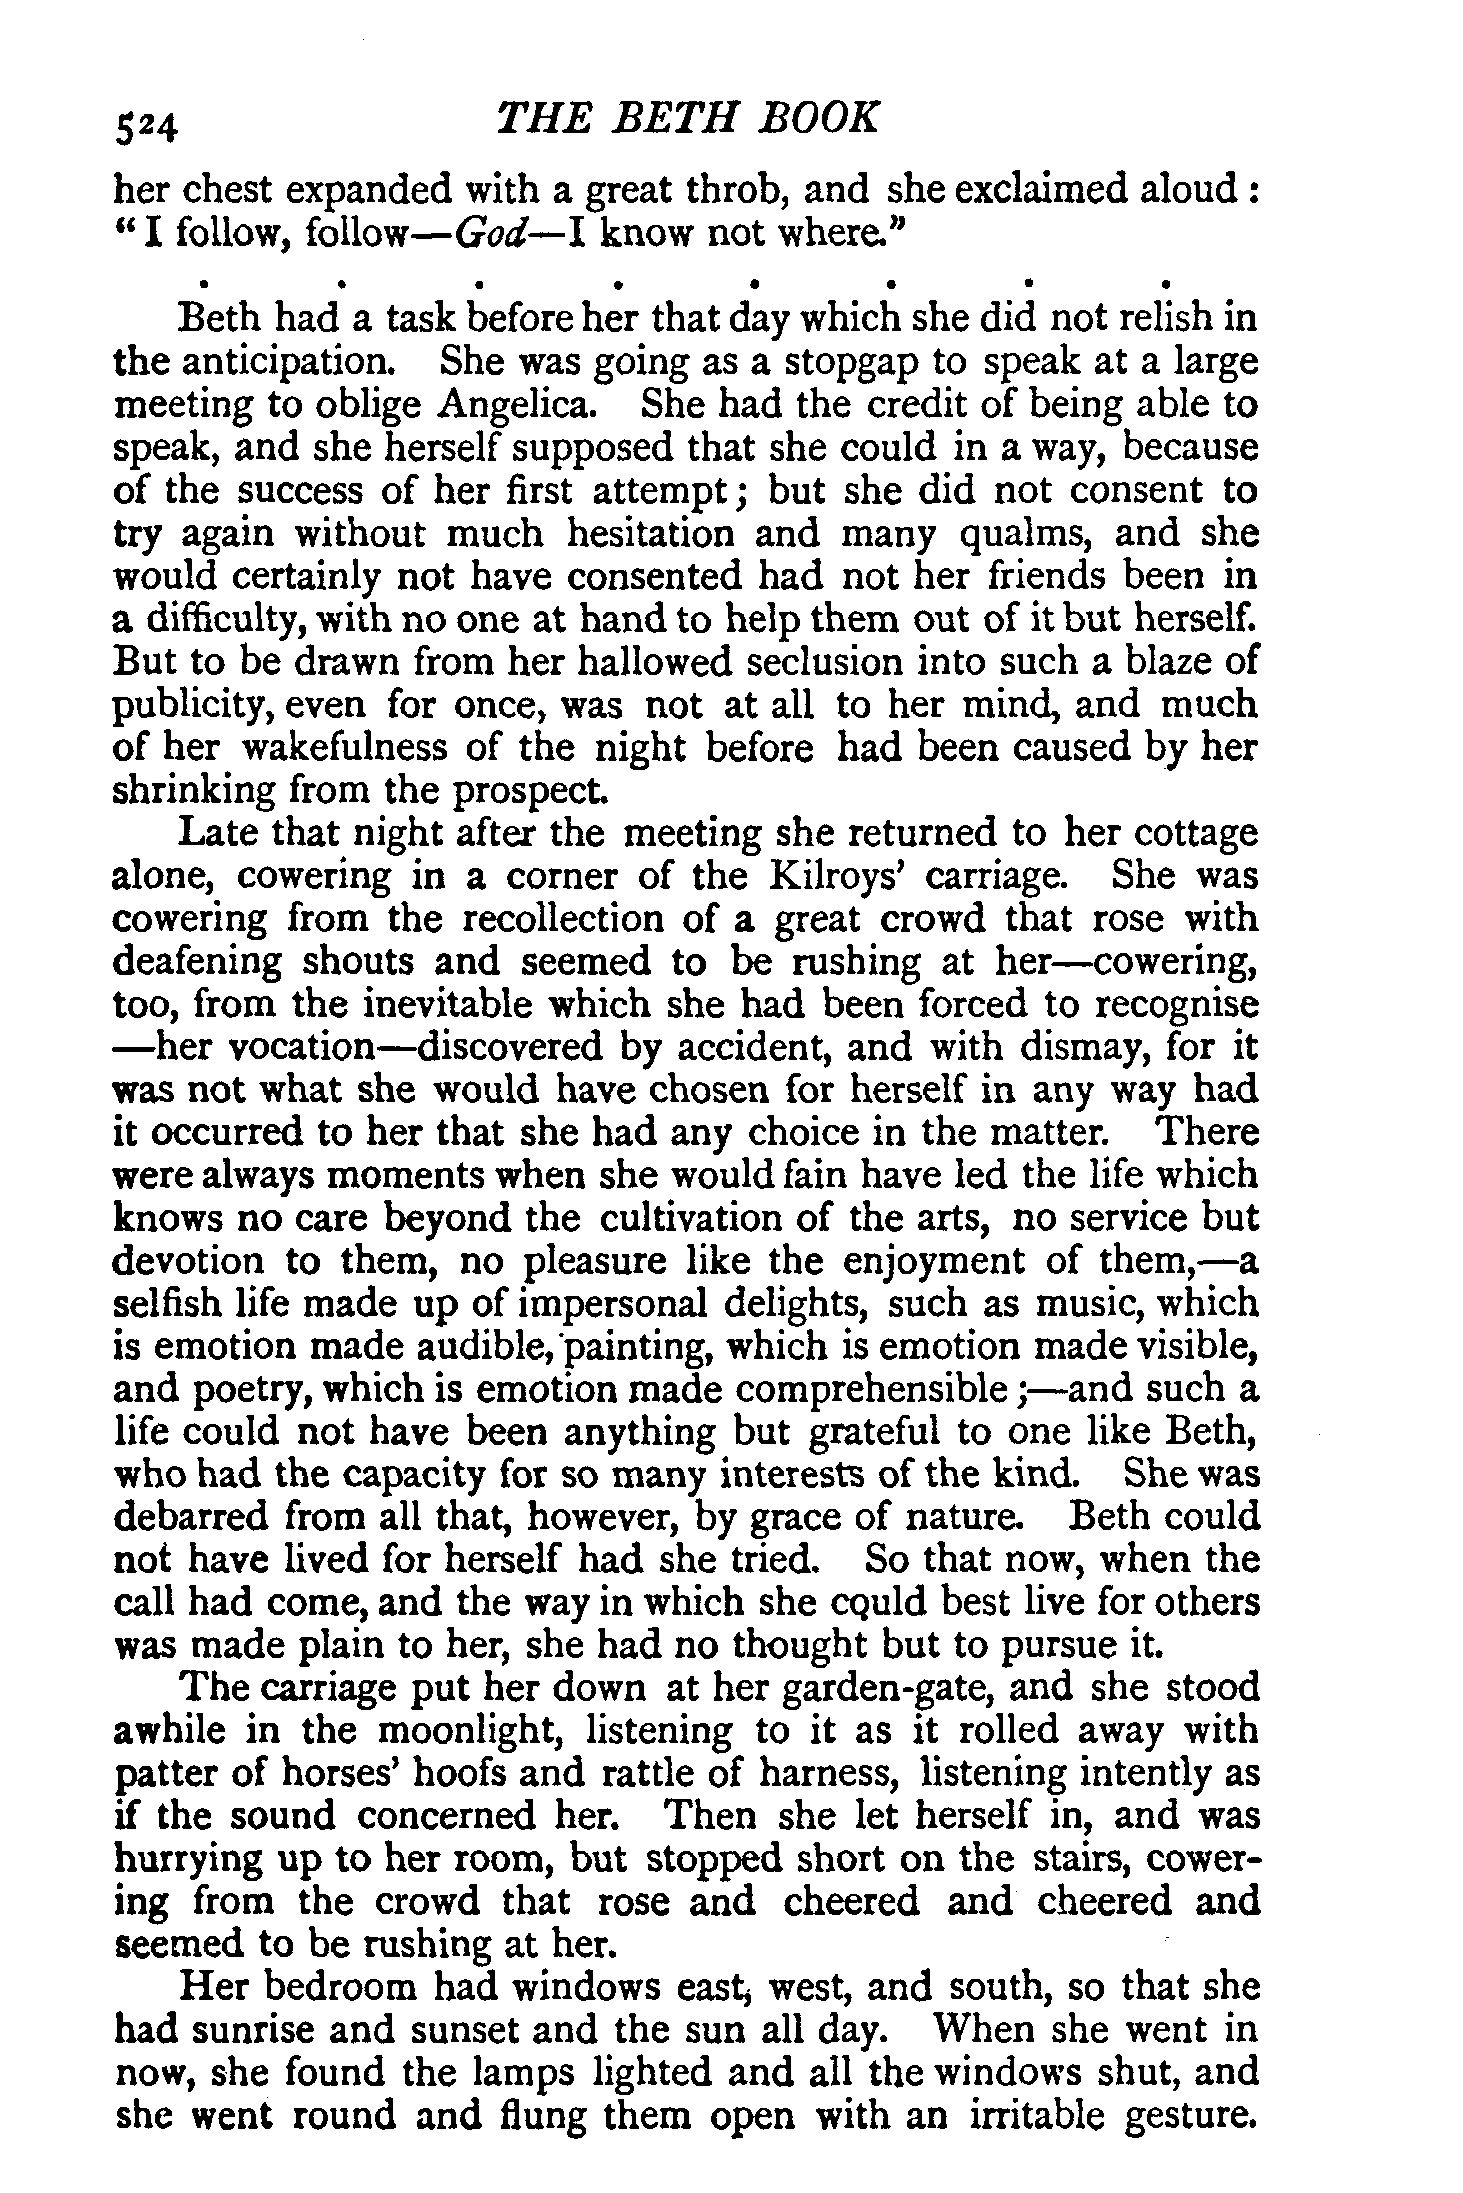 524 THE BETH BOOK
her chest expanded with a great throb, and she exclaimed aloud :
“ I follow, follow—God—I know not where.”
. . . . . . . .
Beth had a task before her that day which she did not relish in
the anticipation. She was going as a stopgap to speak at a large
meeting to oblige Angelica. She had the credit of being able to
speak, and she herself supposed that she could in a way, because
of the success of her first attempt ; but she did not consent to
try again without much hesitation and many qualms, and she
would certainly not have consented had not her friends been in
a difficulty, with no one at hand to help them out of it but herself.
But to be drawn from her hallowed seclusion into such a blaze of
publicity, even for once, was not at all to her mind, and much
of her wakefulness of the night before had been caused by her
shrinking from the prospect.
Late that night after the meeting she returned to her cottage
alone, cowering in a corner of the Kilroys’ carriage. She was
cowering from the recollection of a great crowd that rose with
deafening shouts and seemed to be rushing at her—cowering,
too, from the inevitable which she had been forced to recognise
—her vocation—discovered by accident, and with dismay, for it
was not what she would have chosen for herself in any way had
it occurred to her that she had any choice in the matter. There
were always moments when she would fain have led the life which
knows no care beyond the cultivation of the arts, no service but
devotion to them, no pleasure like the enjoyment of them,—a
selfish life made up of impersonal delights, such as music, which
is emotion made audible, painting, which is emotion made visible,
and poetry, which is emotion made comprehensible ;—and such a
life could not have been anything but grateful to one like Beth,
who had the capacity for so many interests of the kind. She was
debarred from all that, however, by grace of nature. Beth could
not have lived for herself had she tried. So that now, when the
call had come, and the way in which she could best live for others
was made plain to her, she had no thought but to pursue it.
The carriage put her down at her garden-gate, and she stood
awhile in the moonlight, listening to it as it rolled away with
patter of horses’ hoofs and rattle of harness, listening intently as
if the sound concerned her. Then she let herself in, and was
hurrying up to her room, but stopped short on the stairs, cower-
ing from the crowd that rose and cheered and cheered and
seemed to be rushing at her.
Her bedroom had windows east, west, and south, so that she
had sunrise and sunset and the sun all day. When she went in
now, she found the lamps lighted and all the windows shut, and
she went round and flung them open with an irritable gesture.